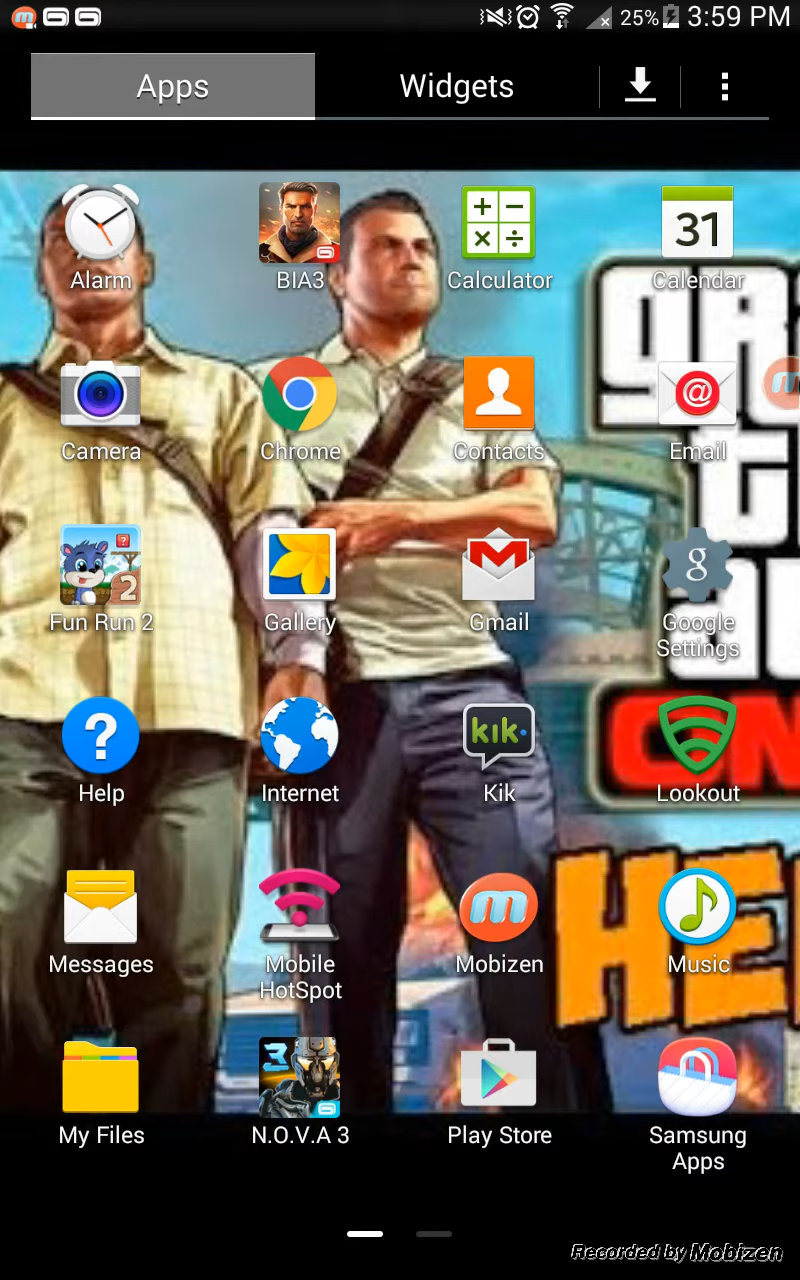 25% 3:59 PM
Apps Widgets
31
Alarm BIA3 Calculator Calendar
@
Camera Chrome Contacts Email
? 2 g
Fun Run 2 Gallery Gmail Google Settings
? kik
Help Internet Kik Lookout
m
Messages Mobile HotSpot Mobizen Music
3
My Files N.O.V.A 3 Play Store Samsung Apps
Recorded by Mobizen